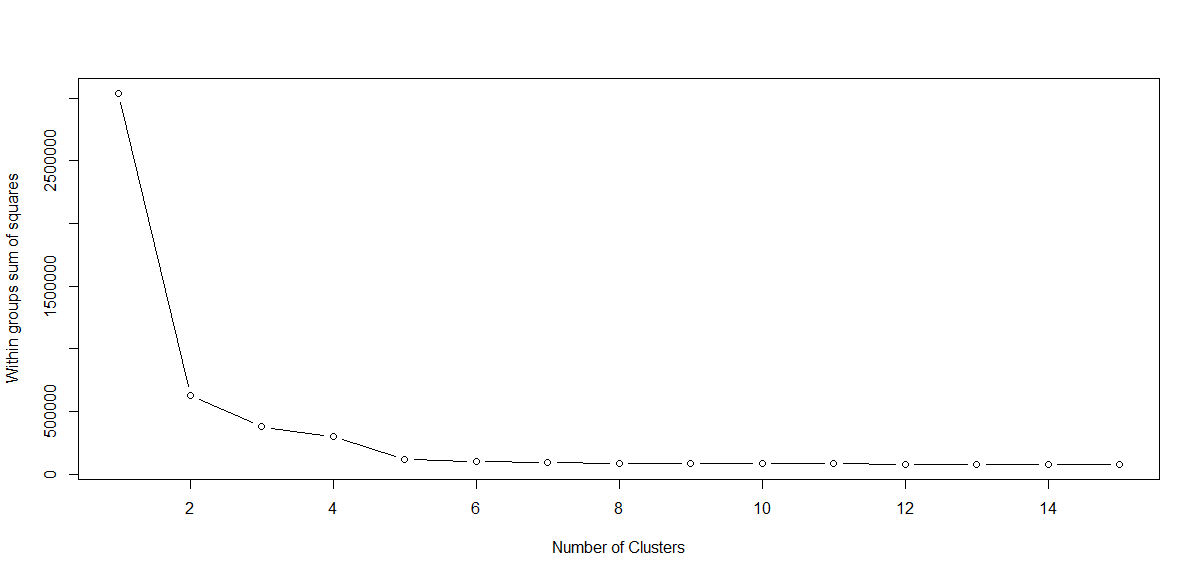 Within groups sum of squares
2500000
1500000
500000
0
2 4 6 8 10 12 14
Number of Clusters